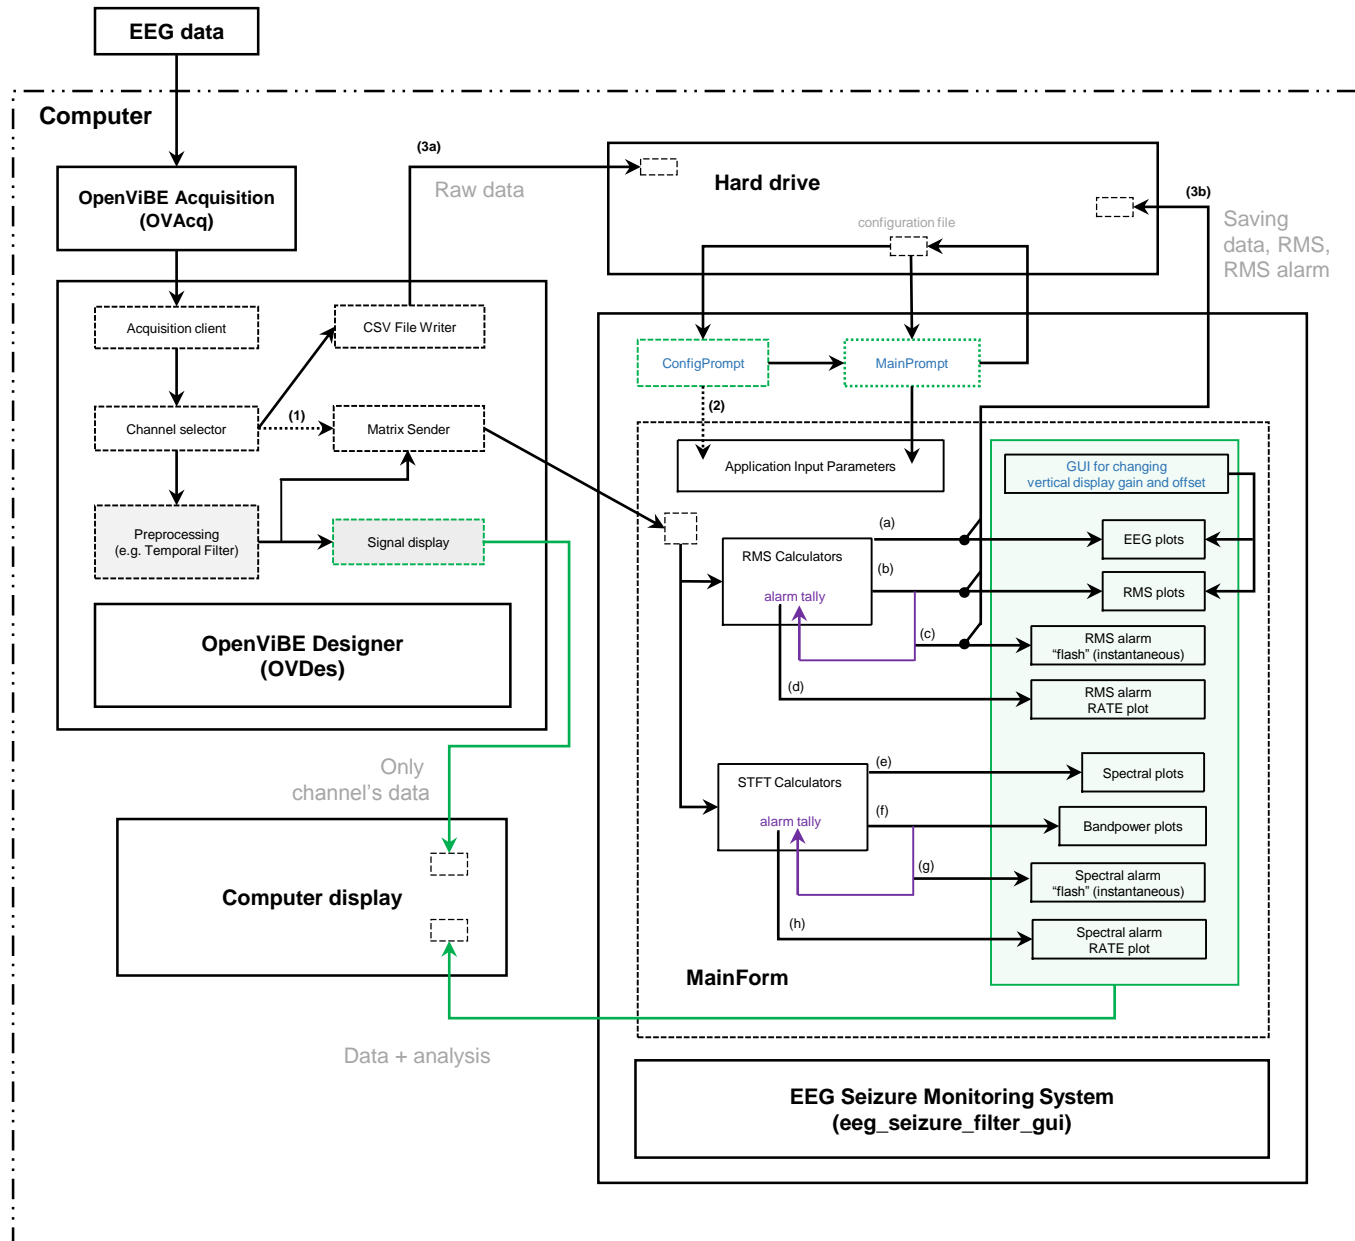 EEG data
Computer
OpenViBE Acquisition
(OVAcq)
(3a)
Raw data
Hard drive
configuration file
(3b)
Saving
data, RMS,
RMS alarm
Acquisition client
CSV File Writer
Channel selector
(1)
Matrix Sender
Preprocessing
(e.g. Temporal Filter)
Signal display
OpenViBE Designer
(OVDes)
ConfigPrompt
MainPrompt
(2)
Application Input Parameters
GUI for changing
vertical display gain and offset
RMS Calculators
alarm tally
(a)
(b)
(c)
(d)
EEG plots
RMS plots
RMS alarm
“flash” (instantaneous)
RMS alarm
RATE plot
STFT Calculators
alarm tally
(e)
(f)
(g)
(h)
Spectral plots
Bandpower plots
Spectral alarm
“flash” (instantaneous)
Spectral alarm
RATE plot
MainForm
Only
channel’s data
Computer display
Data + analysis
EEG Seizure Monitoring System
(eeg_seizure_filter_gui)